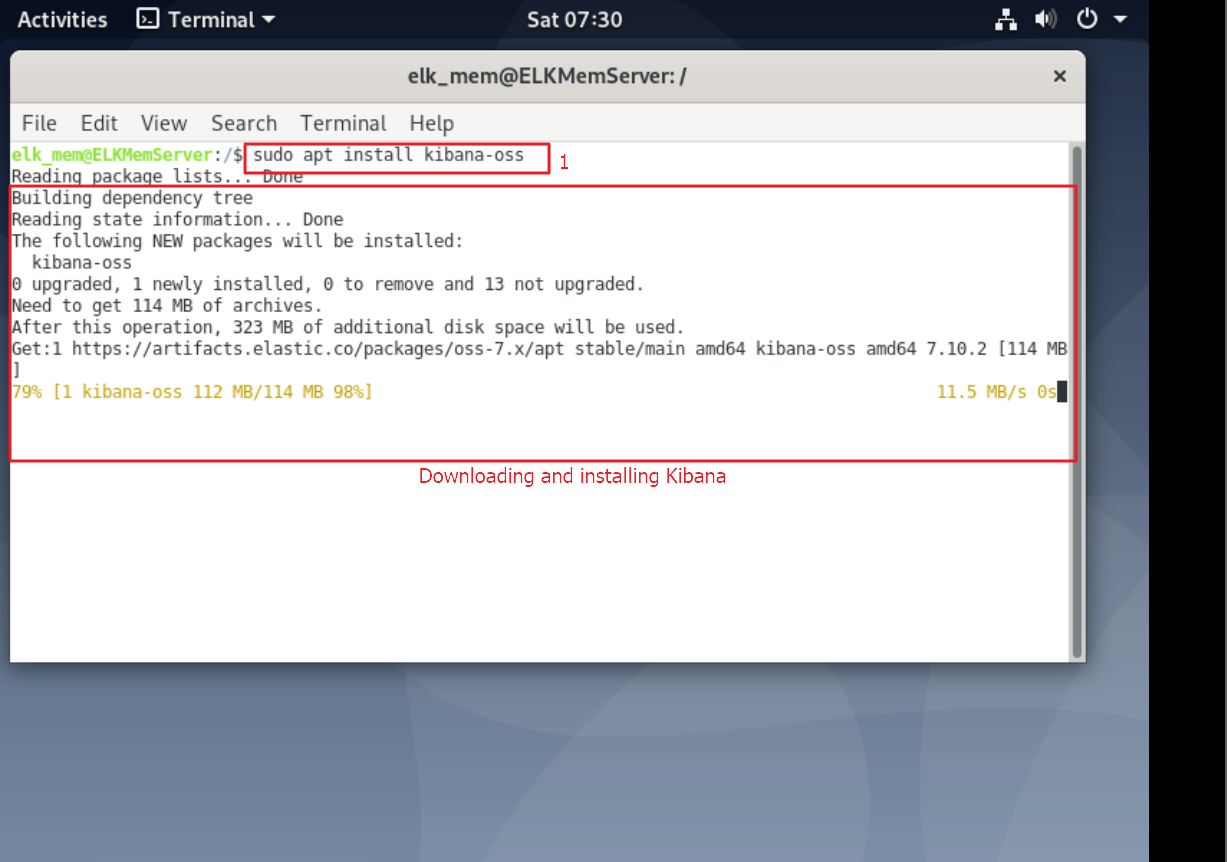 Activities Terminal Sat 07:30
elk_mem@ELKMemServer: /
File Edit View Search Terminal Help
elk_mem@ELKMemServer:/$ sudo apt install kibana-oss 1
Reading package lists... Done
Building dependency tree
Reading state information... Done
The following NEW packages will be installed:
kibana-oss
0 upgraded, 1 newly installed, 0 to remove and 13 not upgraded.
Need to get 114 MB of archives.
After this operation, 323 MB of additional disk space will be used.
Get:1 https://artifacts.elastic.co/packages/oss-7.x/apt stable/main amd64 kibana-oss amd64 7.10.2 [114 MB
]
79% [1 kibana-oss 112 MB/114 MB 98%] 11.5 MB/s 0s
Downloading and installing Kibana